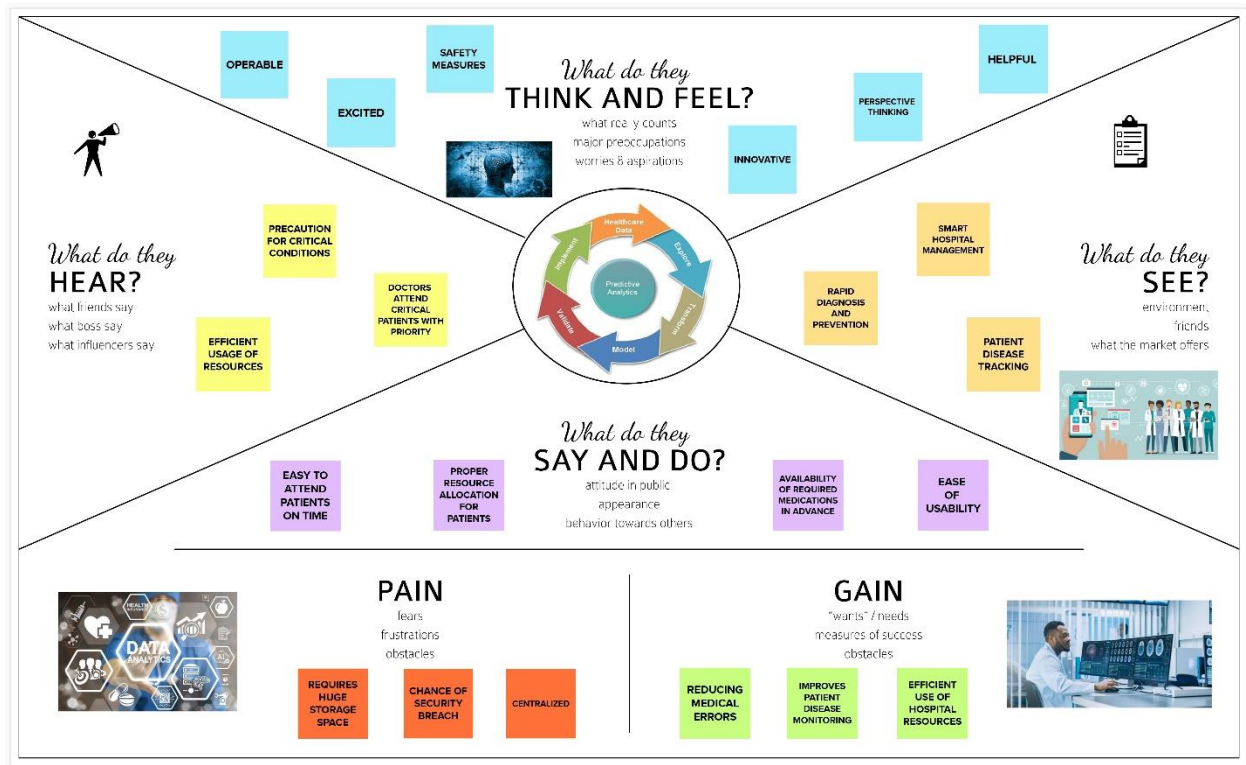 OPERABLE
SAFETY
MEASURES
EXCITED
What do they
THINK AND FEEL?
what really counts
major preoccupations
worries & aspirations
INNOVATIVE
PERSPECTIVE
THINKING
HELPFUL
What do they
HEAR?
what friends say
what boss say
what influencers say
PRECAUTION
FOR CRITICAL
CONDITIONS
DOCTORS
ATTEND
CRITICAL
PATIENTS WITH
PRIORITY
EFFICIENT
USAGE OF
RESOURCES
Healthcare
Data
Explore
Transform
Model
Validate
Implement
Predictive
Analytics
SMART
HOSPITAL
MANAGEMENT
RAPID
DIAGNOSIS
AND
PREVENTION
PATIENT
DISEASE
TRACKING
What do they
SEE?
environment
friends
what the market offers
What do they
SAY AND DO?
attitude in public
appearance
behavior towards others
EASY TO
ATTEND
PATIENTS
ON TIME
PROPER
RESOURCE
ALLOCATION
FOR
PATIENTS
AVAILABILITY
OF REQUIRED
MEDICATIONS
IN ADVANCE
EASE
OF
USABILITY
DATA
ANALYTICS
PAIN
fears
frustrations
obstacles
REQUIRES
HUGE
STORAGE
SPACE
CHANCE OF
SECURITY
BREACH
CENTRALIZED
GAIN
"wants" / needs
measures of success
obstacles
REDUCING
MEDICAL
ERRORS
IMPROVES
PATIENT
DISEASE
MONITORING
EFFICIENT
USE OF
HOSPITAL
RESOURCES